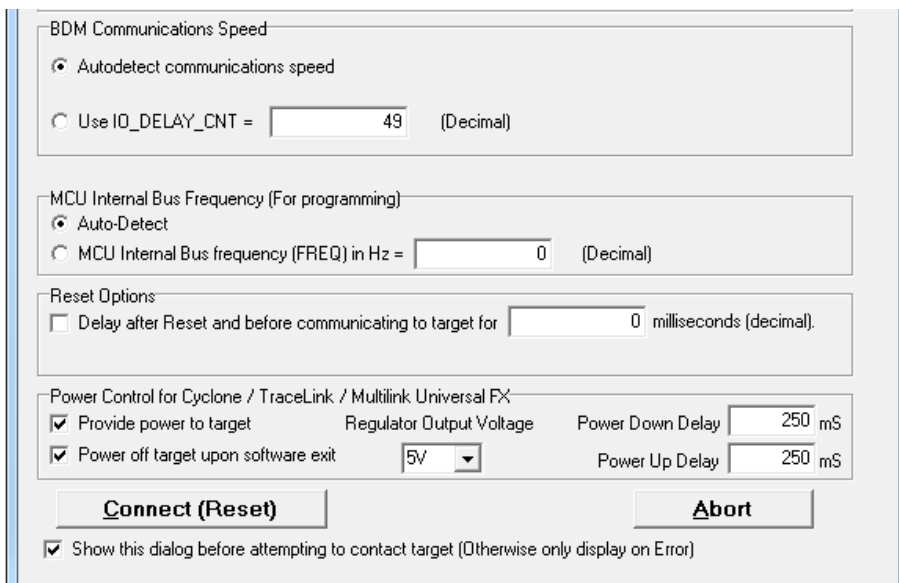 BDM Communications Speed
Autodetect communications speed
Use IO_DELAY_CNT = 49 (Decimal)
MCU Internal Bus Frequency (For programming)
Auto-Detect
MCU Internal Bus frequency (FREQ) in Hz = 0 (Decimal)
Reset Options
Delay after Reset and before communicating to target for 0 milliseconds (decimal).
Power Control for Cyclone / TraceLink / Multilink Universal FX
Provide power to target Regulator Output Voltage Power Down Delay 250 mS
Power off target upon software exit 5V Power Up Delay 250 mS
Connect (Reset) Abort
Show this dialog before attempting to contact target (Otherwise only display on Error)